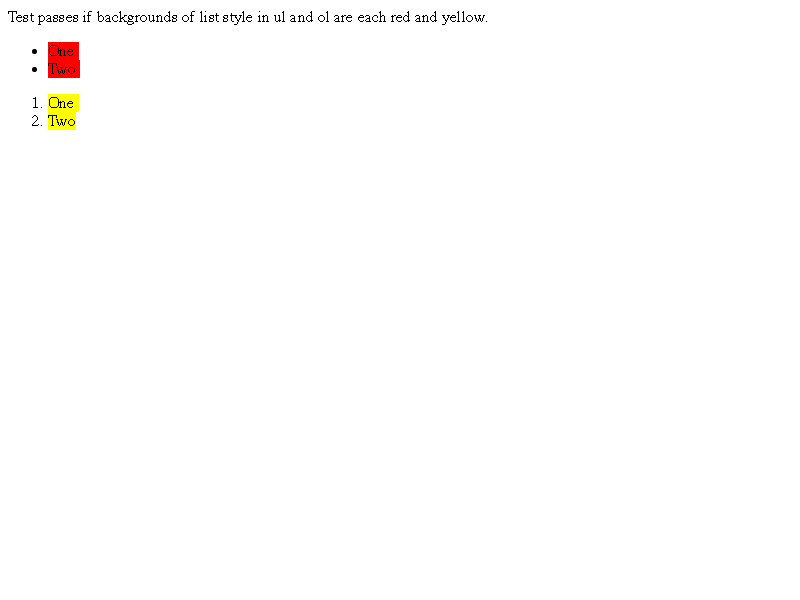 Test passes if backgrounds of list style in ul and ol are each red and yellow.
• One
• Two
1. One
2. Two